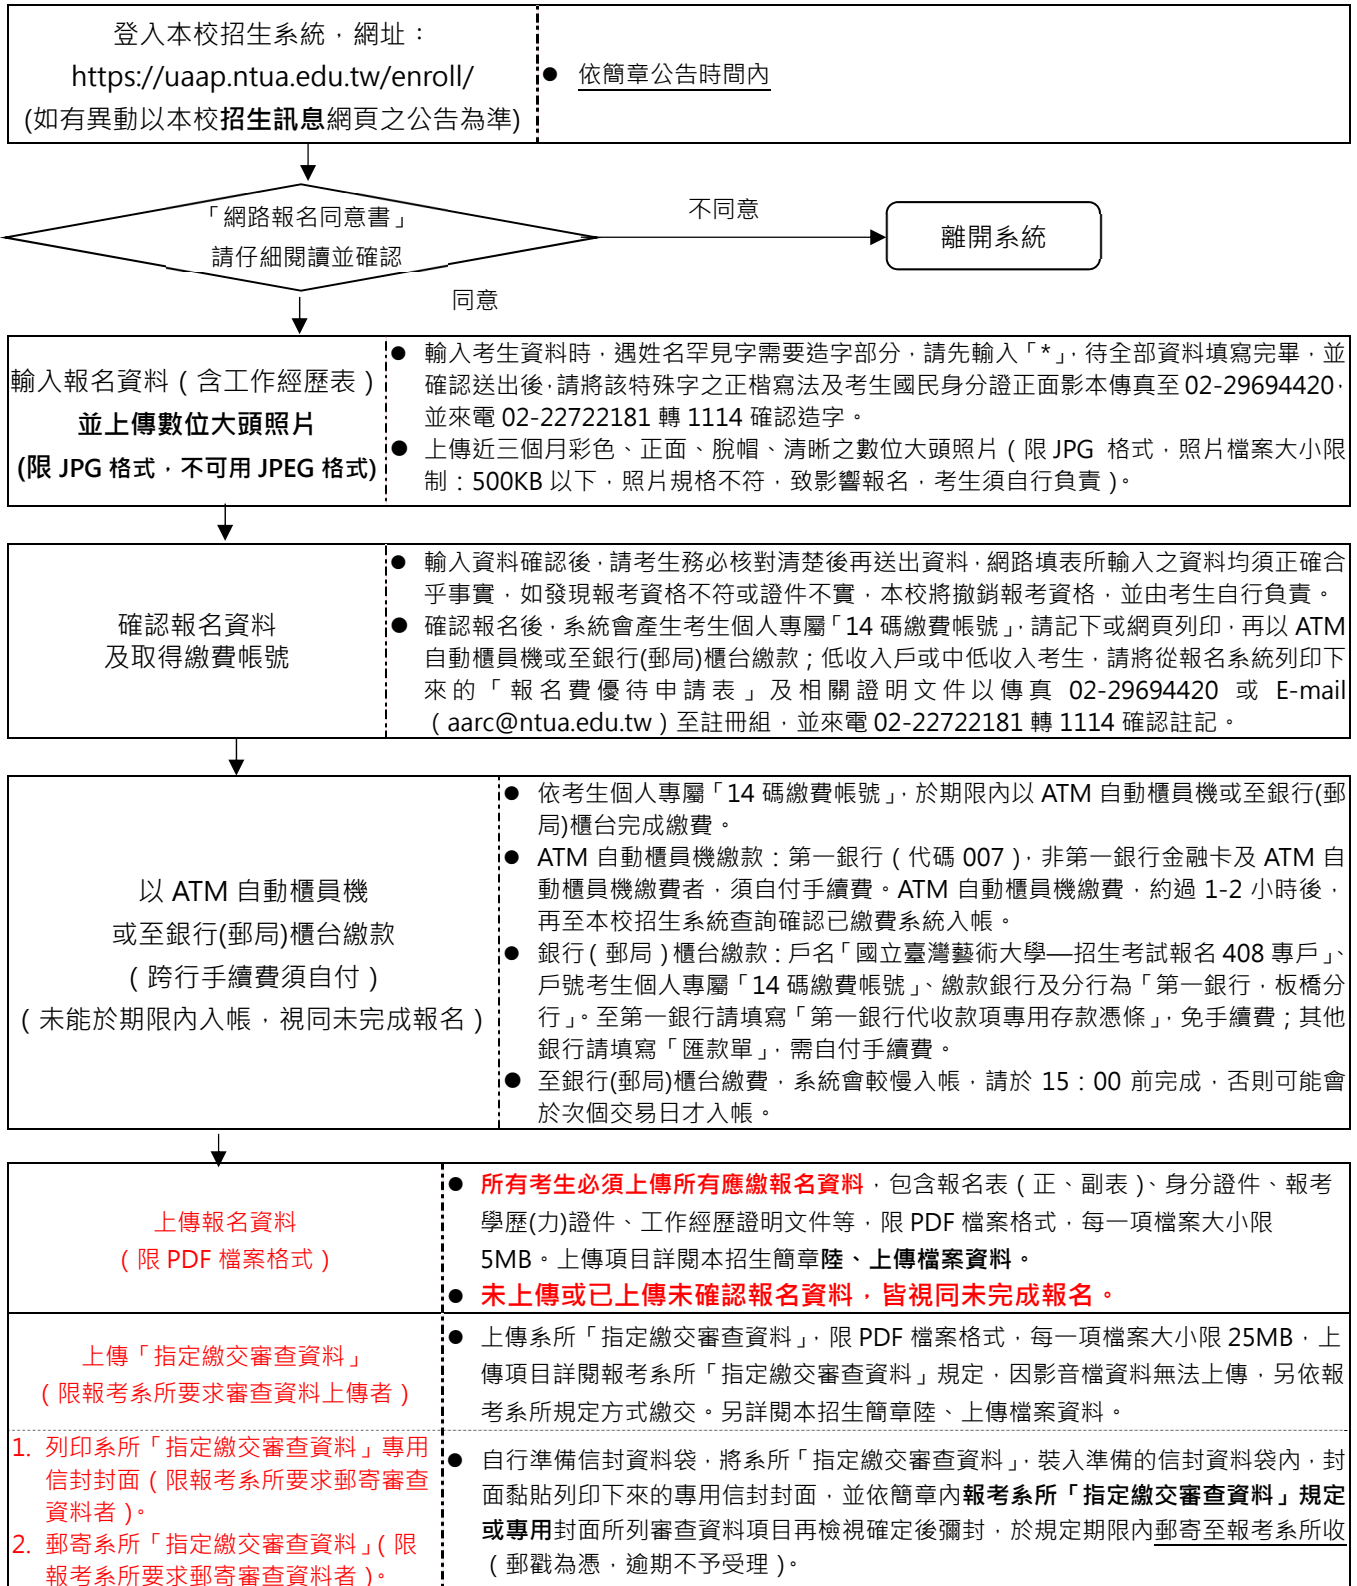 登入本校招生系統，網址：
https://uaap.ntua.edu.tw/enroll/
(如有異動以本校招生訊息網頁之公告為準)
● 依簡章公告時間內
「網路報名同意書」
請仔細閱讀並確認
不同意
離開系統
同意
輸入報名資料（含工作經歷表）
並上傳數位大頭照片
(限 JPG 格式，不可用 JPEG 格式)
● 輸入考生資料時，遇姓名罕見字需要造字部分，請先輸入「*」，待全部資料填寫完畢，並
確認送出後，請將該特殊字之正楷寫法及考生國民身分證正面影本傳真至 02-29694420，
並來電 02-22722181 轉 1114 確認造字。
● 上傳近三個月彩色、正面、脫帽、清晰之數位大頭照片（限 JPG 格式，照片檔案大小限
制：500KB 以下，照片規格不符，致影響報名，考生須自行負責）。
確認報名資料
及取得繳費帳號
● 輸入資料確認後，請考生務必核對清楚後再送出資料，網路填表所輸入之資料均須正確合
乎事實，如發現報考資格不符或證件不實，本校將撤銷報考資格，並由考生自行負責。
● 確認報名後，系統會產生考生個人專屬「14 碼繳費帳號」，請記下或網頁列印，再以 ATM
自動櫃員機或至銀行(郵局)櫃台繳款；低收入戶或中低收入考生，請將從報名系統列印下
來的「報名費優待申請表」及相關證明文件以傳真 02-29694420 或 E-mail
（aarc@ntua.edu.tw）至註冊組，並來電 02-22722181 轉 1114 確認註記。
以 ATM 自動櫃員機
或至銀行(郵局)櫃台繳款
（跨行手續費須自付）
（未能於期限內入帳，視同未完成報名）
● 依考生個人專屬「14 碼繳費帳號」，於期限內以 ATM 自動櫃員機或至銀行(郵
局)櫃台完成繳費。
● ATM 自動櫃員機繳款：第一銀行（代碼 007），非第一銀行金融卡及 ATM 自
動櫃員機繳費者，須自付手續費。ATM 自動櫃員機繳費，約過 1-2 小時後，
再至本校招生系統查詢確認已繳費系統入帳。
● 銀行（郵局）櫃台繳款：戶名「國立臺灣藝術大學—招生考試報名 408 專戶」、
戶號考生個人專屬「14 碼繳費帳號」、繳款銀行及分行為「第一銀行，板橋分
行」。至第一銀行請填寫「第一銀行代收款項專用存款憑條」，免手續費；其他
銀行請填寫「匯款單」，需自付手續費。
● 至銀行(郵局)櫃台繳費，系統會較慢入帳，請於 15：00 前完成，否則可能會
於次個交易日才入帳。
上傳報名資料
（限 PDF 檔案格式）
● 所有考生必須上傳所有應繳報名資料，包含報名表（正、副表）、身分證件、報考
學歷(力)證件、工作經歷證明文件等，限 PDF 檔案格式，每一項檔案大小限
5MB。上傳項目詳閱本招生簡章陸、上傳檔案資料。
● 未上傳或已上傳未確認報名資料，皆視同未完成報名。
上傳「指定繳交審查資料」
（限報考系所要求審查資料上傳者）
● 上傳系所「指定繳交審查資料」，限 PDF 檔案格式，每一項檔案大小限 25MB，上
傳項目詳閱報考系所「指定繳交審查資料」規定，因影音檔資料無法上傳，另依報
考系所規定方式繳交。另詳閱本招生簡章陸、上傳檔案資料。
1. 列印系所「指定繳交審查資料」專用
信封封面（限報考系所要求郵寄審查
資料者）。
2. 郵寄系所「指定繳交審查資料」（限
報考系所要求郵寄審查資料者）。
● 自行準備信封資料袋，將系所「指定繳交審查資料」，裝入準備的信封資料袋內，封
面黏貼列印下來的專用信封封面，並依簡章內報考系所「指定繳交審查資料」規定
或專用封面所列審查資料項目再檢視確定後彌封，於規定期限內郵寄至報考系所收
（郵戳為憑，逾期不予受理）。